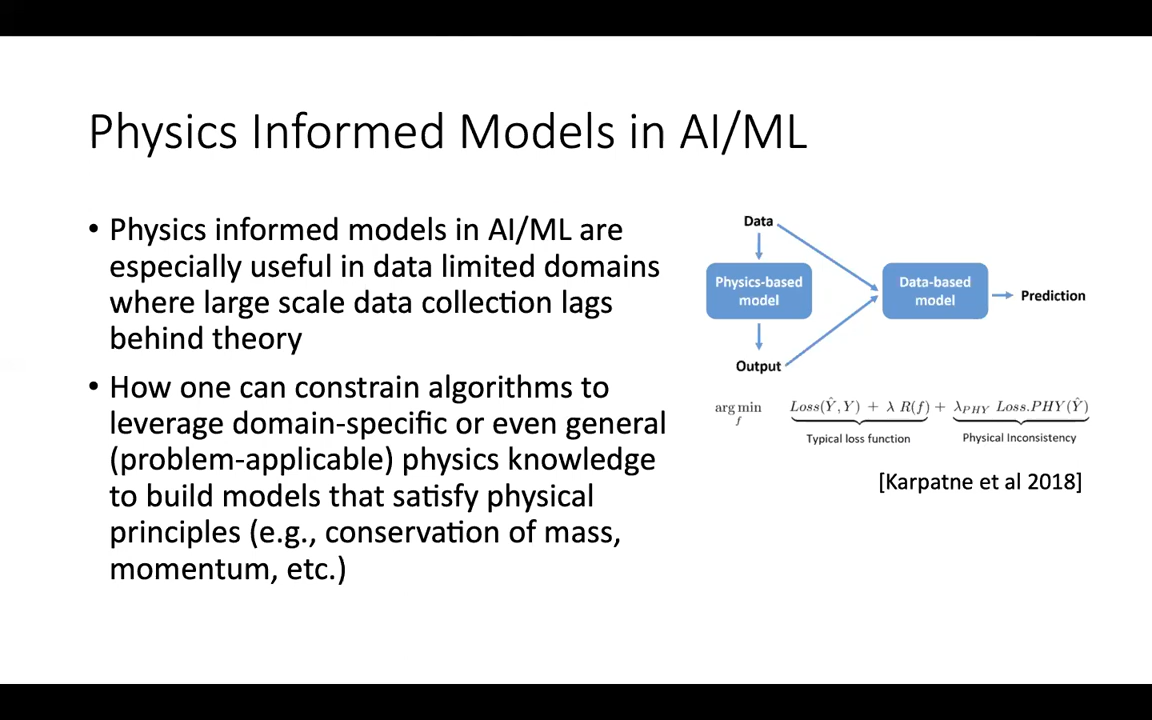 Physics Informed Models in AI/ML
• Physics informed models in AI/ML are
especially useful in data limited domains
where large scale data collection lags
behind theory
• How one can constrain algorithms to
leverage domain-specific or even general
(problem-applicable) physics knowledge
to build models that satisfy physical
principles (e.g., conservation of mass,
momentum, etc.)
Data
Physics-based
model
Data-based
model
Prediction
Output
arg min
f
Loss(Ŷ, Y) + λ R(f) + λ_PHY Loss.PHY(Ŷ)
Typical loss function
Physical Inconsistency
[Karpatne et al 2018]